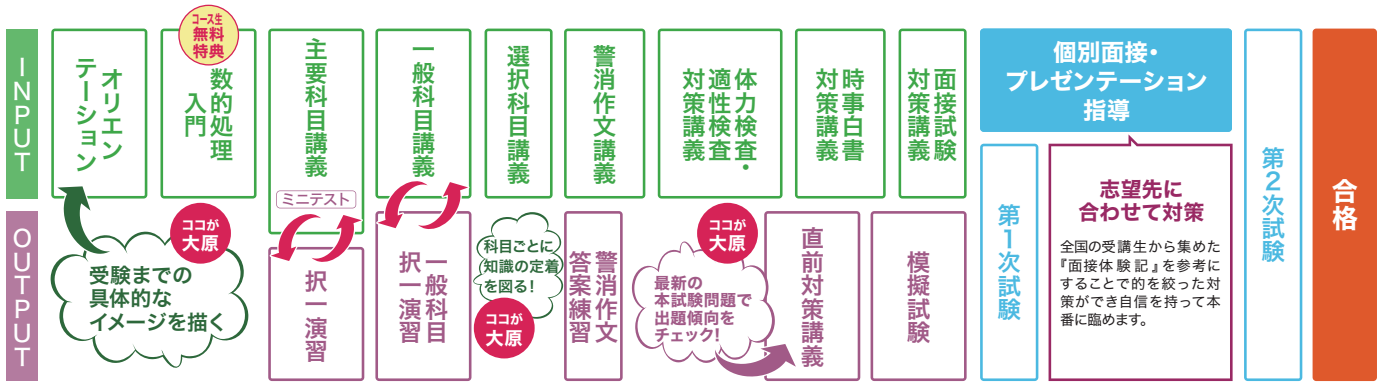 INPUT
オリエン
テーション
コース生
無料
特典
数的処理
入門
主要科目講義
ミニテスト
一般科目講義
選択科目講義
警消作文講義
体力検査・
適性検査
対策講義
時事白書
対策講義
面接試験
対策講義
個別面接・
プレゼンテーション
指導
第1次試験
志望先に
合わせて対策
全国の受講生から集めた
『面接体験記』を参考に
することで的を絞った対
策ができ自信を持って本
番に臨めます。
第2次試験
合格
OUTPUT
ココが
大原
受験までの
具体的な
イメージを描く
択一演習
一般科目
択一演習
科目ごとに
知識の定着
を図る!
ココが
大原
警消作文
答案練習
ココが
大原
最新の
本試験問題で
出題傾向を
チェック!
直前対策講義
模擬試験